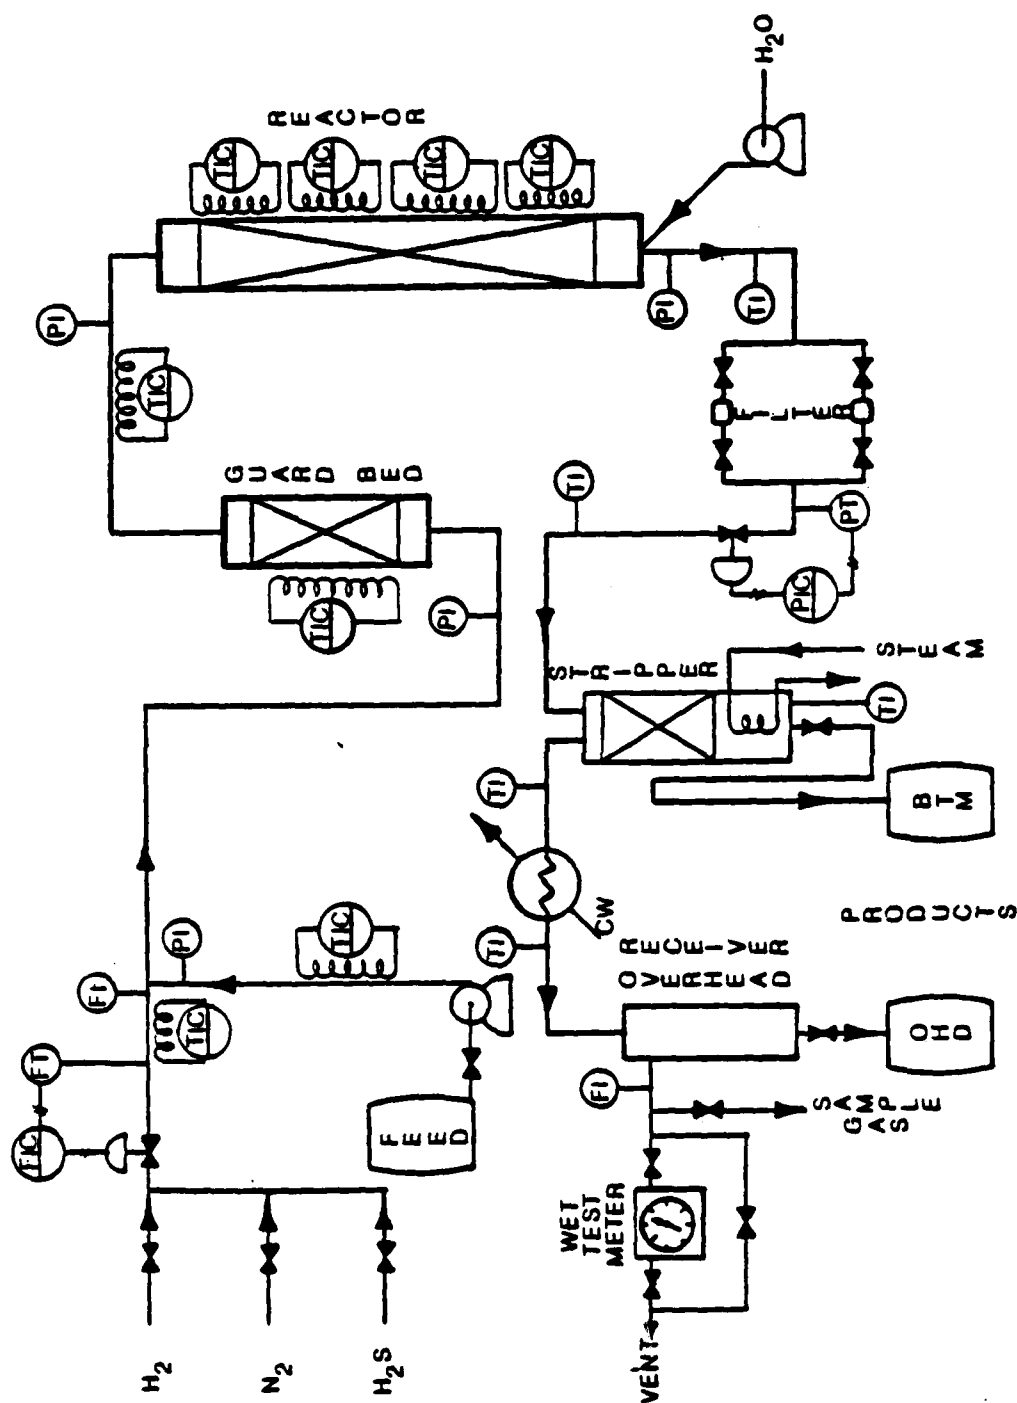 TIC
FT
FI
PI
H₂
TIC
PI
TIC
N₂
TIC
TIC
GUARD BED
REACTOR
TIC
TIC
TIC
TIC
H₂S
FEED
PI
TI
TI
TI
CW
STRIPPER
VENT
WET
TEST
METER
FI
OVERHEAD
RECEIVER
PI
TI
FILTER
H₂O
PIC
PT
GAS
SAMPLE
STEAM
TI
OHD
PRODUCTS
BTM